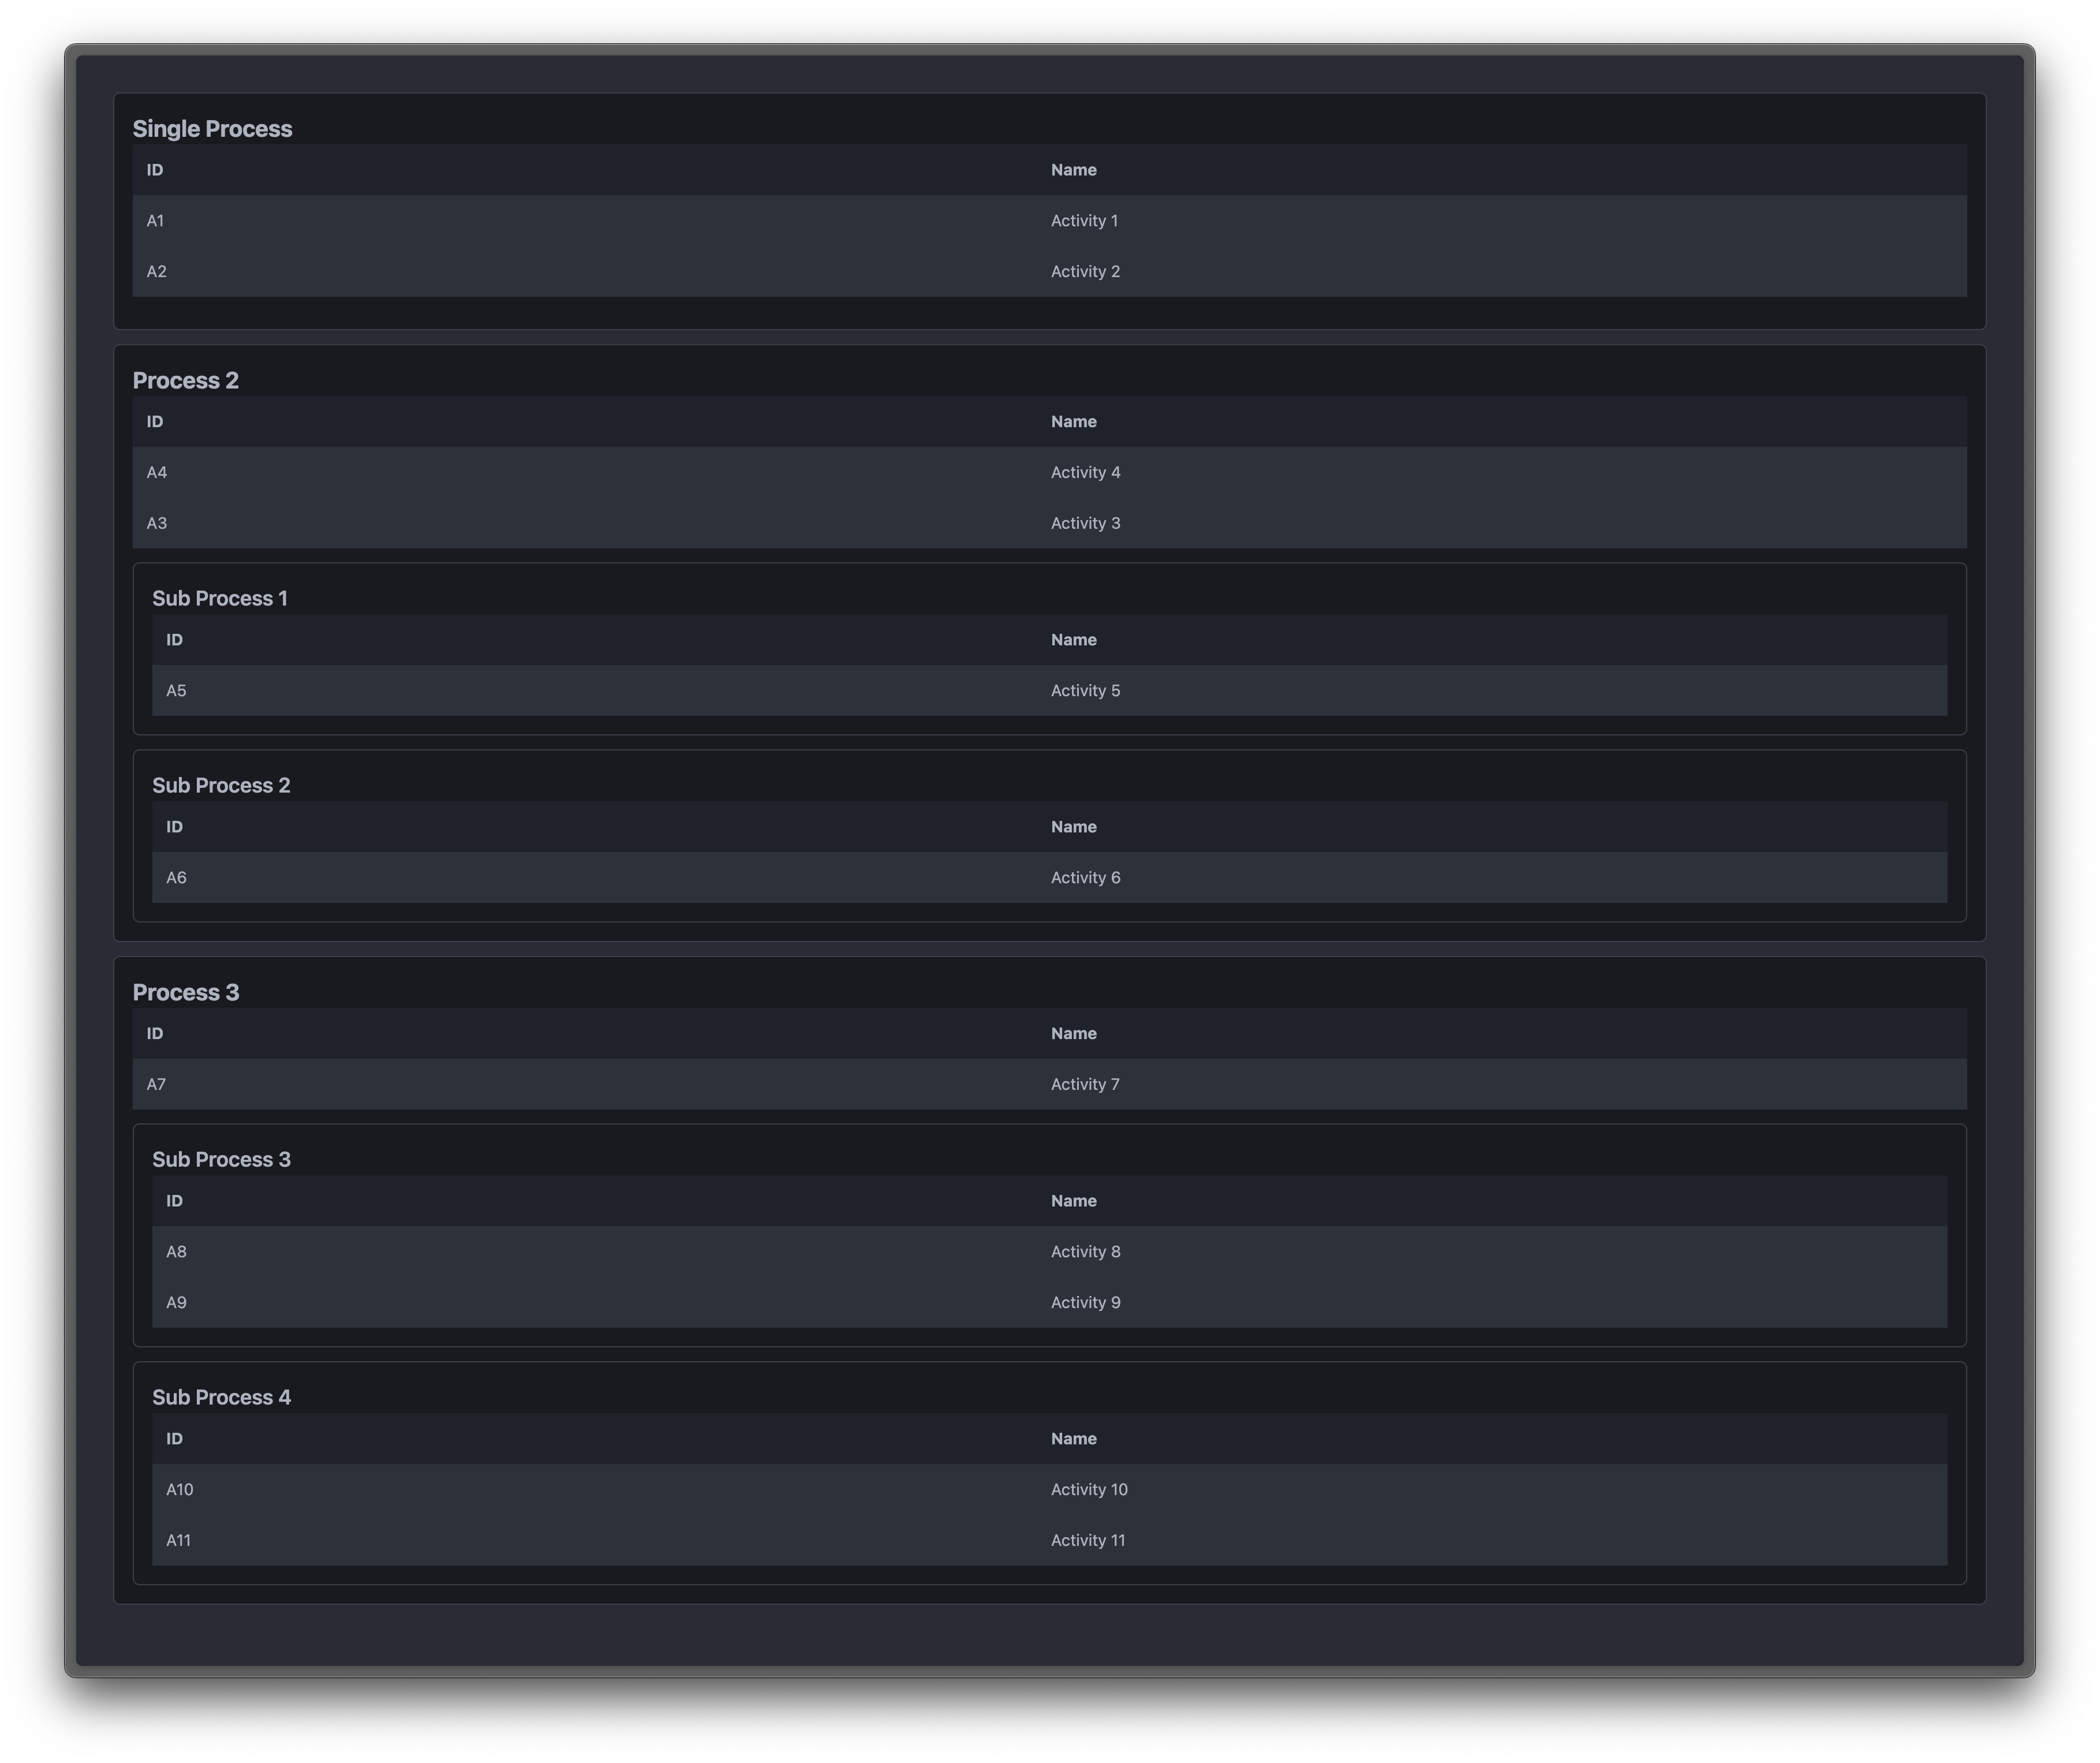 Single Process
ID Name
A1 Activity 1
A2 Activity 2
Process 2
ID Name
A4 Activity 4
A3 Activity 3
Sub Process 1
ID Name
A5 Activity 5
Sub Process 2
ID Name
A6 Activity 6
Process 3
ID Name
A7 Activity 7
Sub Process 3
ID Name
A8 Activity 8
A9 Activity 9
Sub Process 4
ID Name
A10 Activity 10
A11 Activity 11